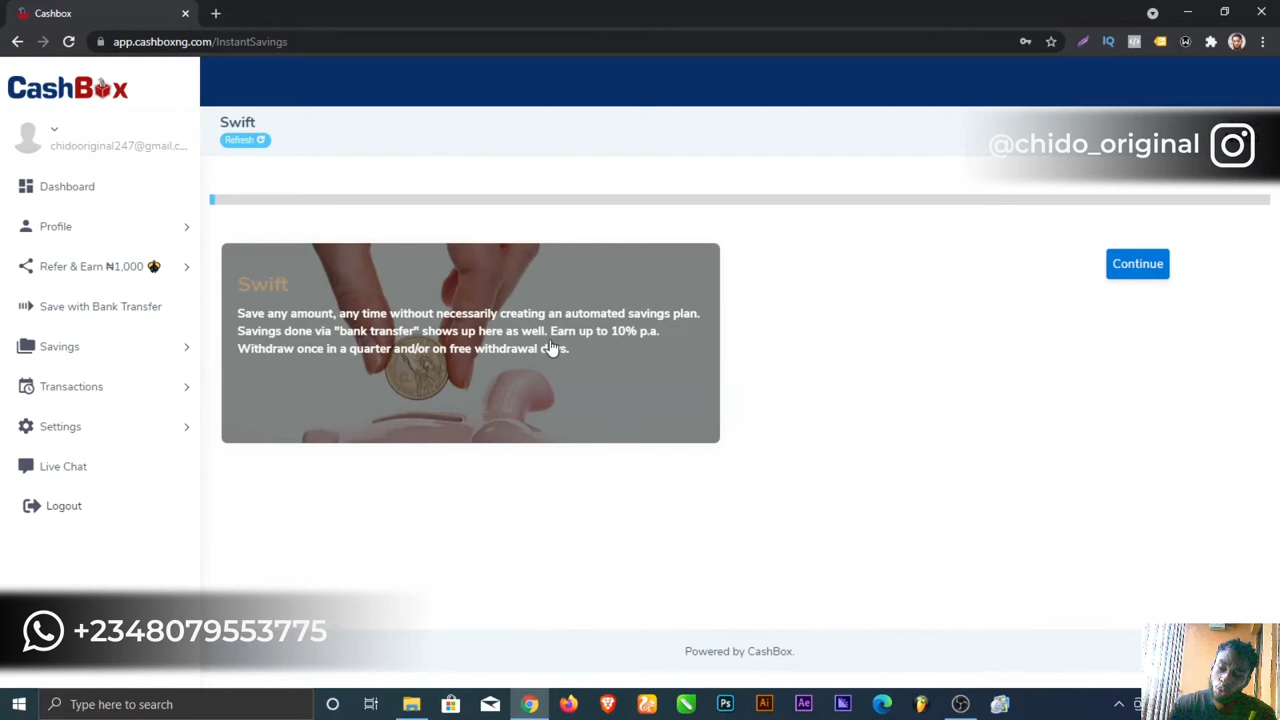 Cashbox
app.cashboxng.com/InstantSavings
CashBox
chidooriginal247@gmail.c...
Dashboard
Profile
Refer & Earn ₦1,000
Save with Bank Transfer
Savings
Transactions
Settings
Live Chat
Logout
Swift
Refresh
@chido_original
Swift
Save any amount, any time without necessarily creating an automated savings plan.
Savings done via "bank transfer" shows up here as well. Earn up to 10% p.a.
Withdraw once in a quarter and/or on free withdrawal days.
Continue
+2348079553775
Powered by CashBox.
Type here to search